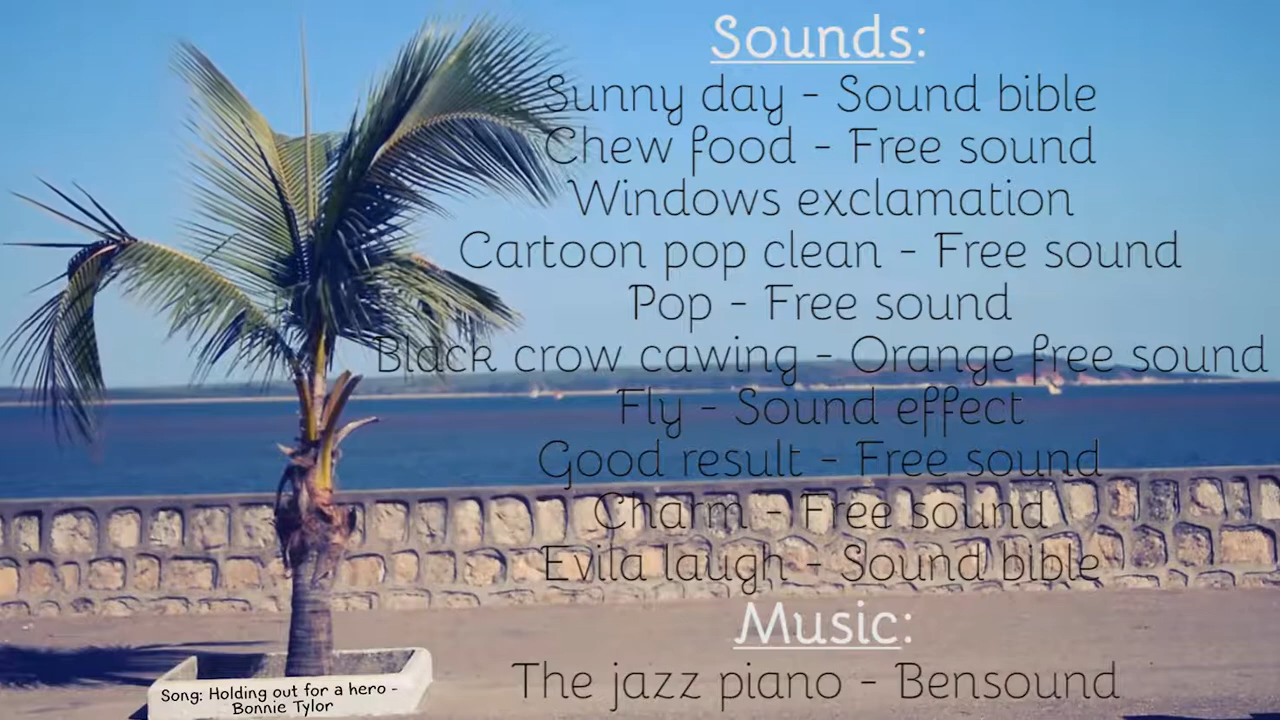 Sounds:
Sunny day - Sound bible
Chew food - Free sound
Windows exclamation
Cartoon pop clean - Free sound
Pop - Free sound
Black crow cawing - Orange free sound
Fly - Sound effect
Good result - Free sound
Charm - Free sound
Evila laugh - Sound bible
Music:
The jazz piano - Bensound
Song: Holding out for a hero -
Bonnie Tylor